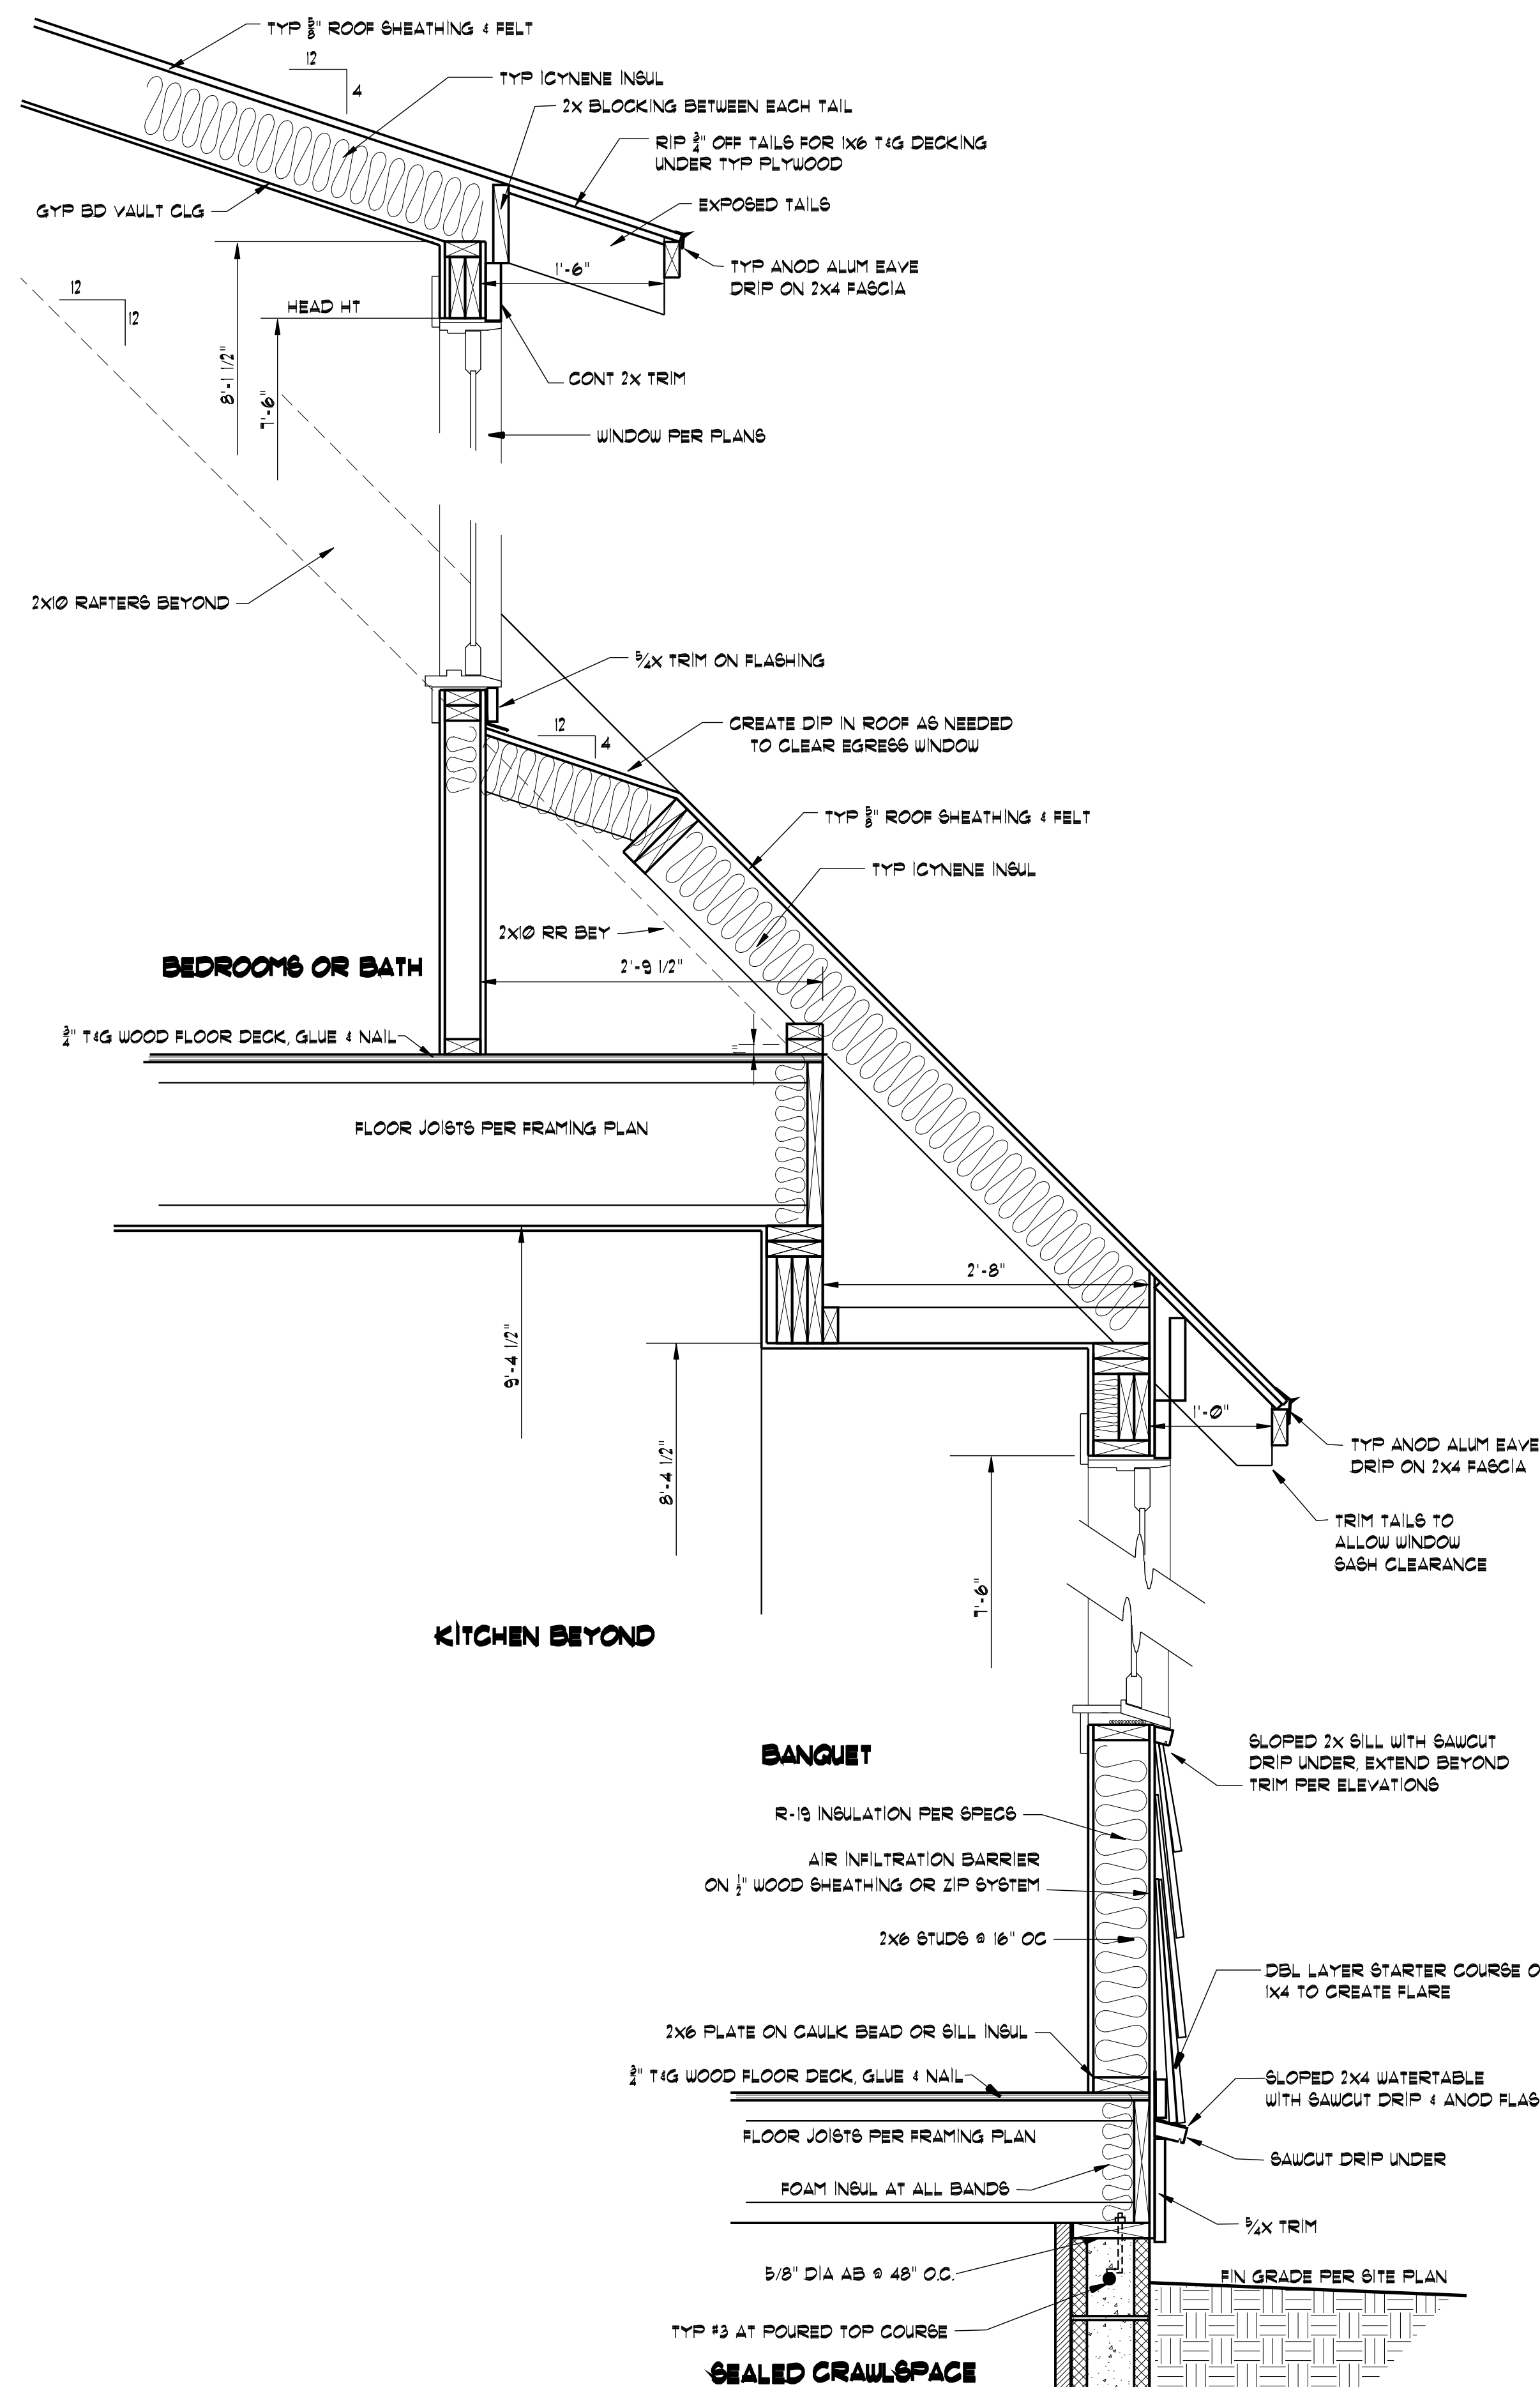 TYP 5/8" ROOF SHEATHING & FELT
12
4
TYP ICYNENE INSUL
2X BLOCKING BETWEEN EACH TAIL
RIP 3/4" OFF TAILS FOR 1X6 T&G DECKING
UNDER TYP PLYWOOD
GYP BD VAULT CLG
EXPOSED TAILS
1'-6"
TYP ANOD ALUM EAVE
DRIP ON 2X4 FASCIA
12
12
HEAD HT
8'-1 1/2"
7'-6"
CONT 2X TRIM
WINDOW PER PLANS
2X10 RAFTERS BEYOND
5/4X TRIM ON FLASHING
12
4
CREATE DIP IN ROOF AS NEEDED
TO CLEAR EGRESS WINDOW
TYP 5/8" ROOF SHEATHING & FELT
TYP ICYNENE INSUL
2X10 RR BEY
BEDROOMS OR BATH
2'-9 1/2"
3/4" T&G WOOD FLOOR DECK, GLUE & NAIL
1"
FLOOR JOISTS PER FRAMING PLAN
2'-8"
9'-4 1/2"
8'-4 1/2"
1'-0"
TYP ANOD ALUM EAVE
DRIP ON 2X4 FASCIA
TRIM TAILS TO
ALLOW WINDOW
SASH CLEARANCE
7'-6"
KITCHEN BEYOND
BANQUET
SLOPED 2X SILL WITH SAWCUT
DRIP UNDER, EXTEND BEYOND
TRIM PER ELEVATIONS
R-19 INSULATION PER SPECS
AIR INFILTRATION BARRIER
ON 1/2" WOOD SHEATHING OR ZIP SYSTEM
2X6 STUDS @ 16" OC
DBL LAYER STARTER COURSE O
1X4 TO CREATE FLARE
2X6 PLATE ON CAULK BEAD OR SILL INSUL
3/4" T&G WOOD FLOOR DECK, GLUE & NAIL
SLOPED 2X4 WATERTABLE
WITH SAWCUT DRIP & ANOD FLAS
FLOOR JOISTS PER FRAMING PLAN
SAWCUT DRIP UNDER
FOAM INSUL AT ALL BANDS
5/4X TRIM
5/8" DIA AB @ 48" O.C.
FIN GRADE PER SITE PLAN
TYP #3 AT POURED TOP COURSE
SEALED CRAWLSPACE